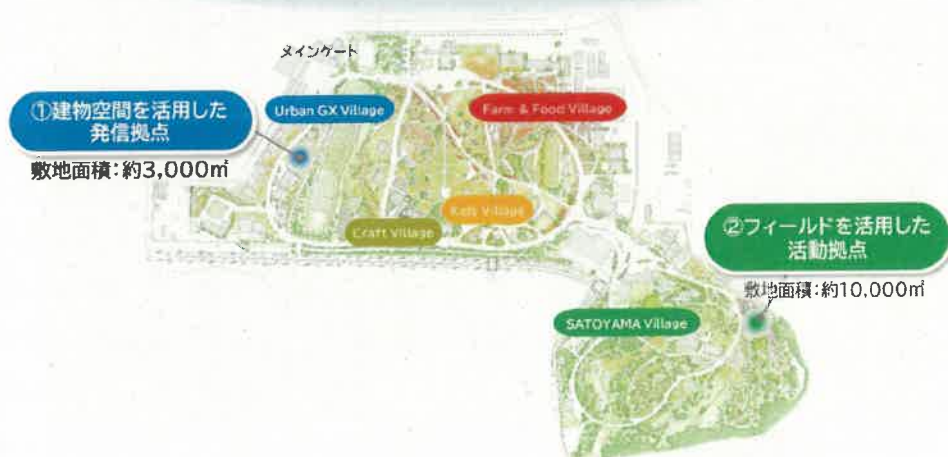 メインゲート
Urban GX Village
Farm & Food Village
①建物空間を活用した
発信拠点
敷地面積：約3,000㎡
Kids Village
Craft Village
②フィールドを活用した
活動拠点
敷地面積：約10,000㎡
SATOYAMA Village